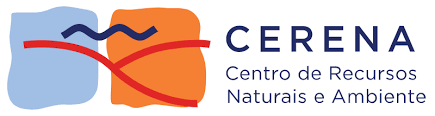 CERENA
Centro de Recursos
Naturais e Ambiente